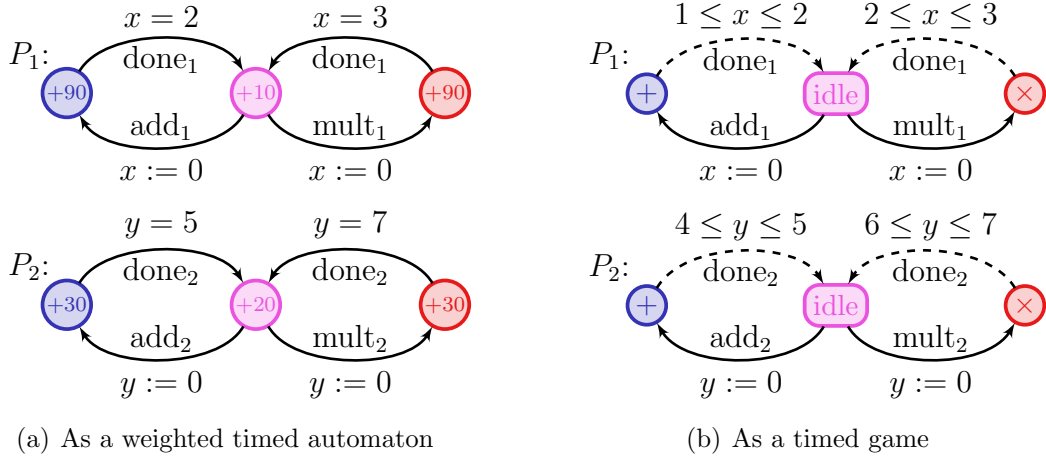 x = 2 x = 3
P₁: done₁ done₁
+90 +10 +90
add₁ mult₁
x := 0 x := 0
y = 5 y = 7
P₂: done₂ done₂
+30 +20 +30
add₂ mult₂
y := 0 y := 0
(a) As a weighted timed automaton
1 ≤ x ≤ 2 2 ≤ x ≤ 3
P₁: done₁ done₁
+ idle ×
add₁ mult₁
x := 0 x := 0
4 ≤ y ≤ 5 6 ≤ y ≤ 7
P₂: done₂ done₂
+ idle ×
add₂ mult₂
y := 0 y := 0
(b) As a timed game